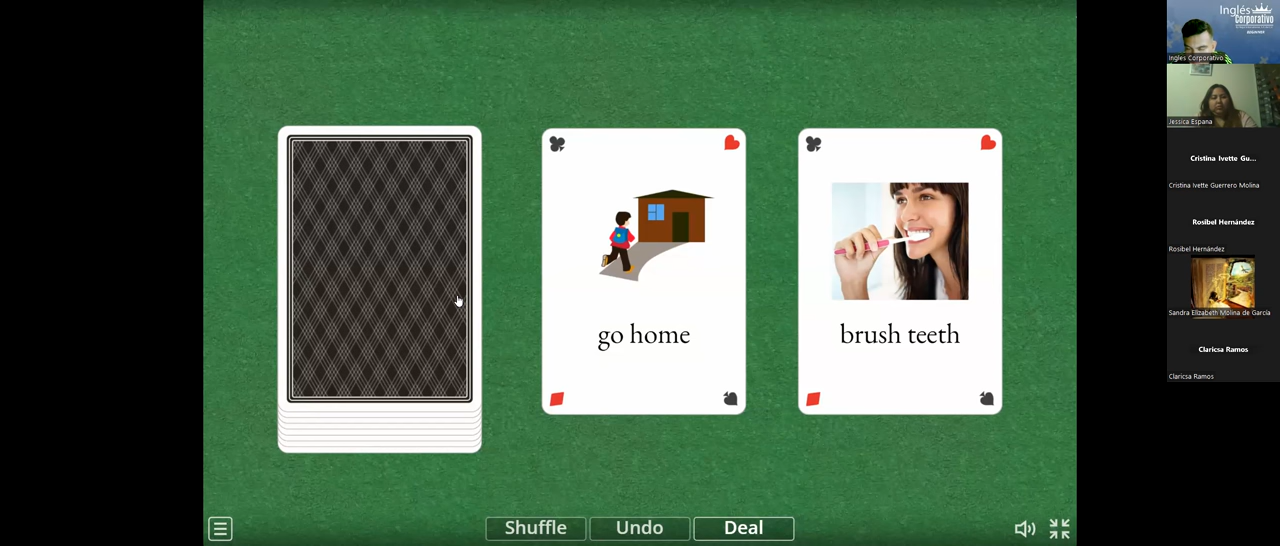 go home
brush teeth
Shuffle
Undo
Deal
Inglés
Corporativo
Ingles Corporativo
Jessica Espana
Cristina Ivette Gu...
Cristina Ivette Guerrero Molina
Rosibel Hernández
Rosibel Hernández
Sandra Elizabeth Molina de García
Claricsa Ramos
Claricsa Ramos